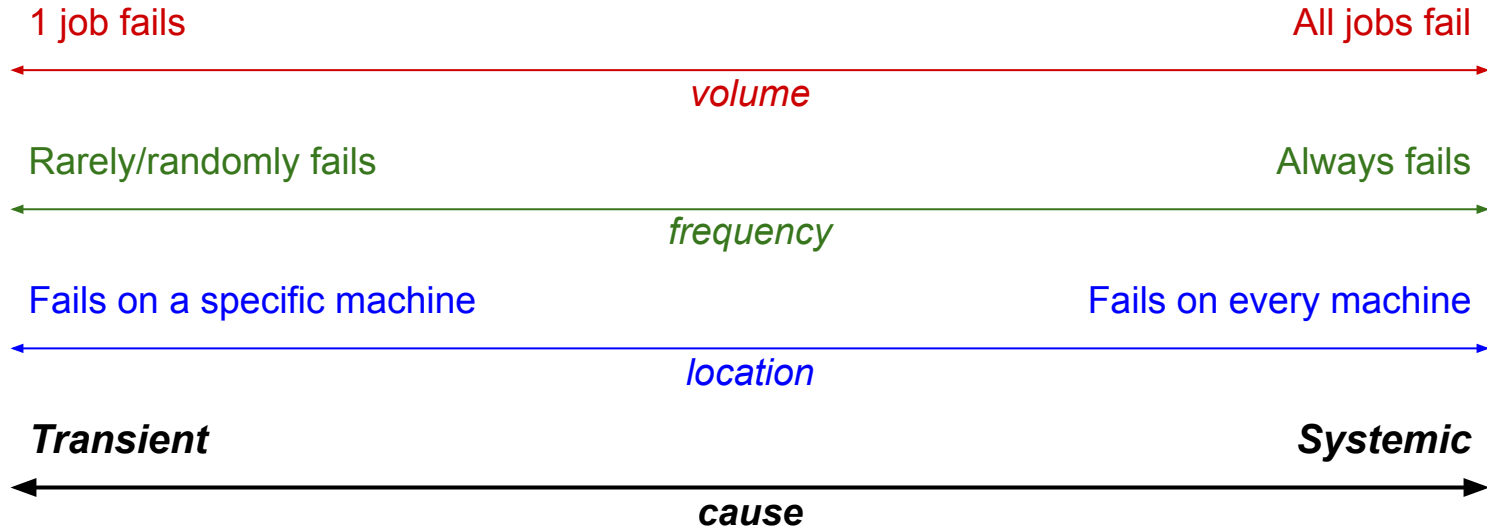 1 job fails All jobs fail
volume
Rarely/randomly fails Always fails
frequency
Fails on a specific machine Fails on every machine
location
Transient Systemic
cause